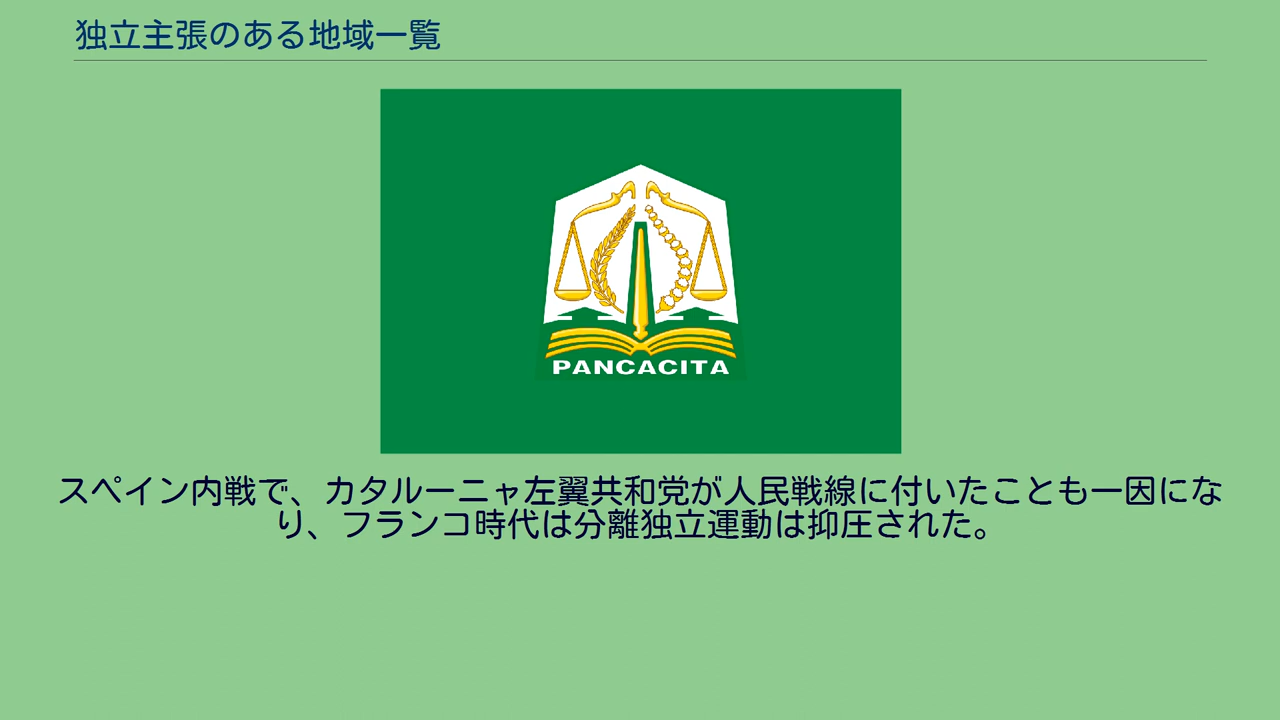 独立主張のある地域一覧
PANCACITA
スペイン内戦で、カタルーニャ左翼共和党が人民戦線に付いたことも一因にな
り、フランコ時代は分離独立運動は抑圧された。